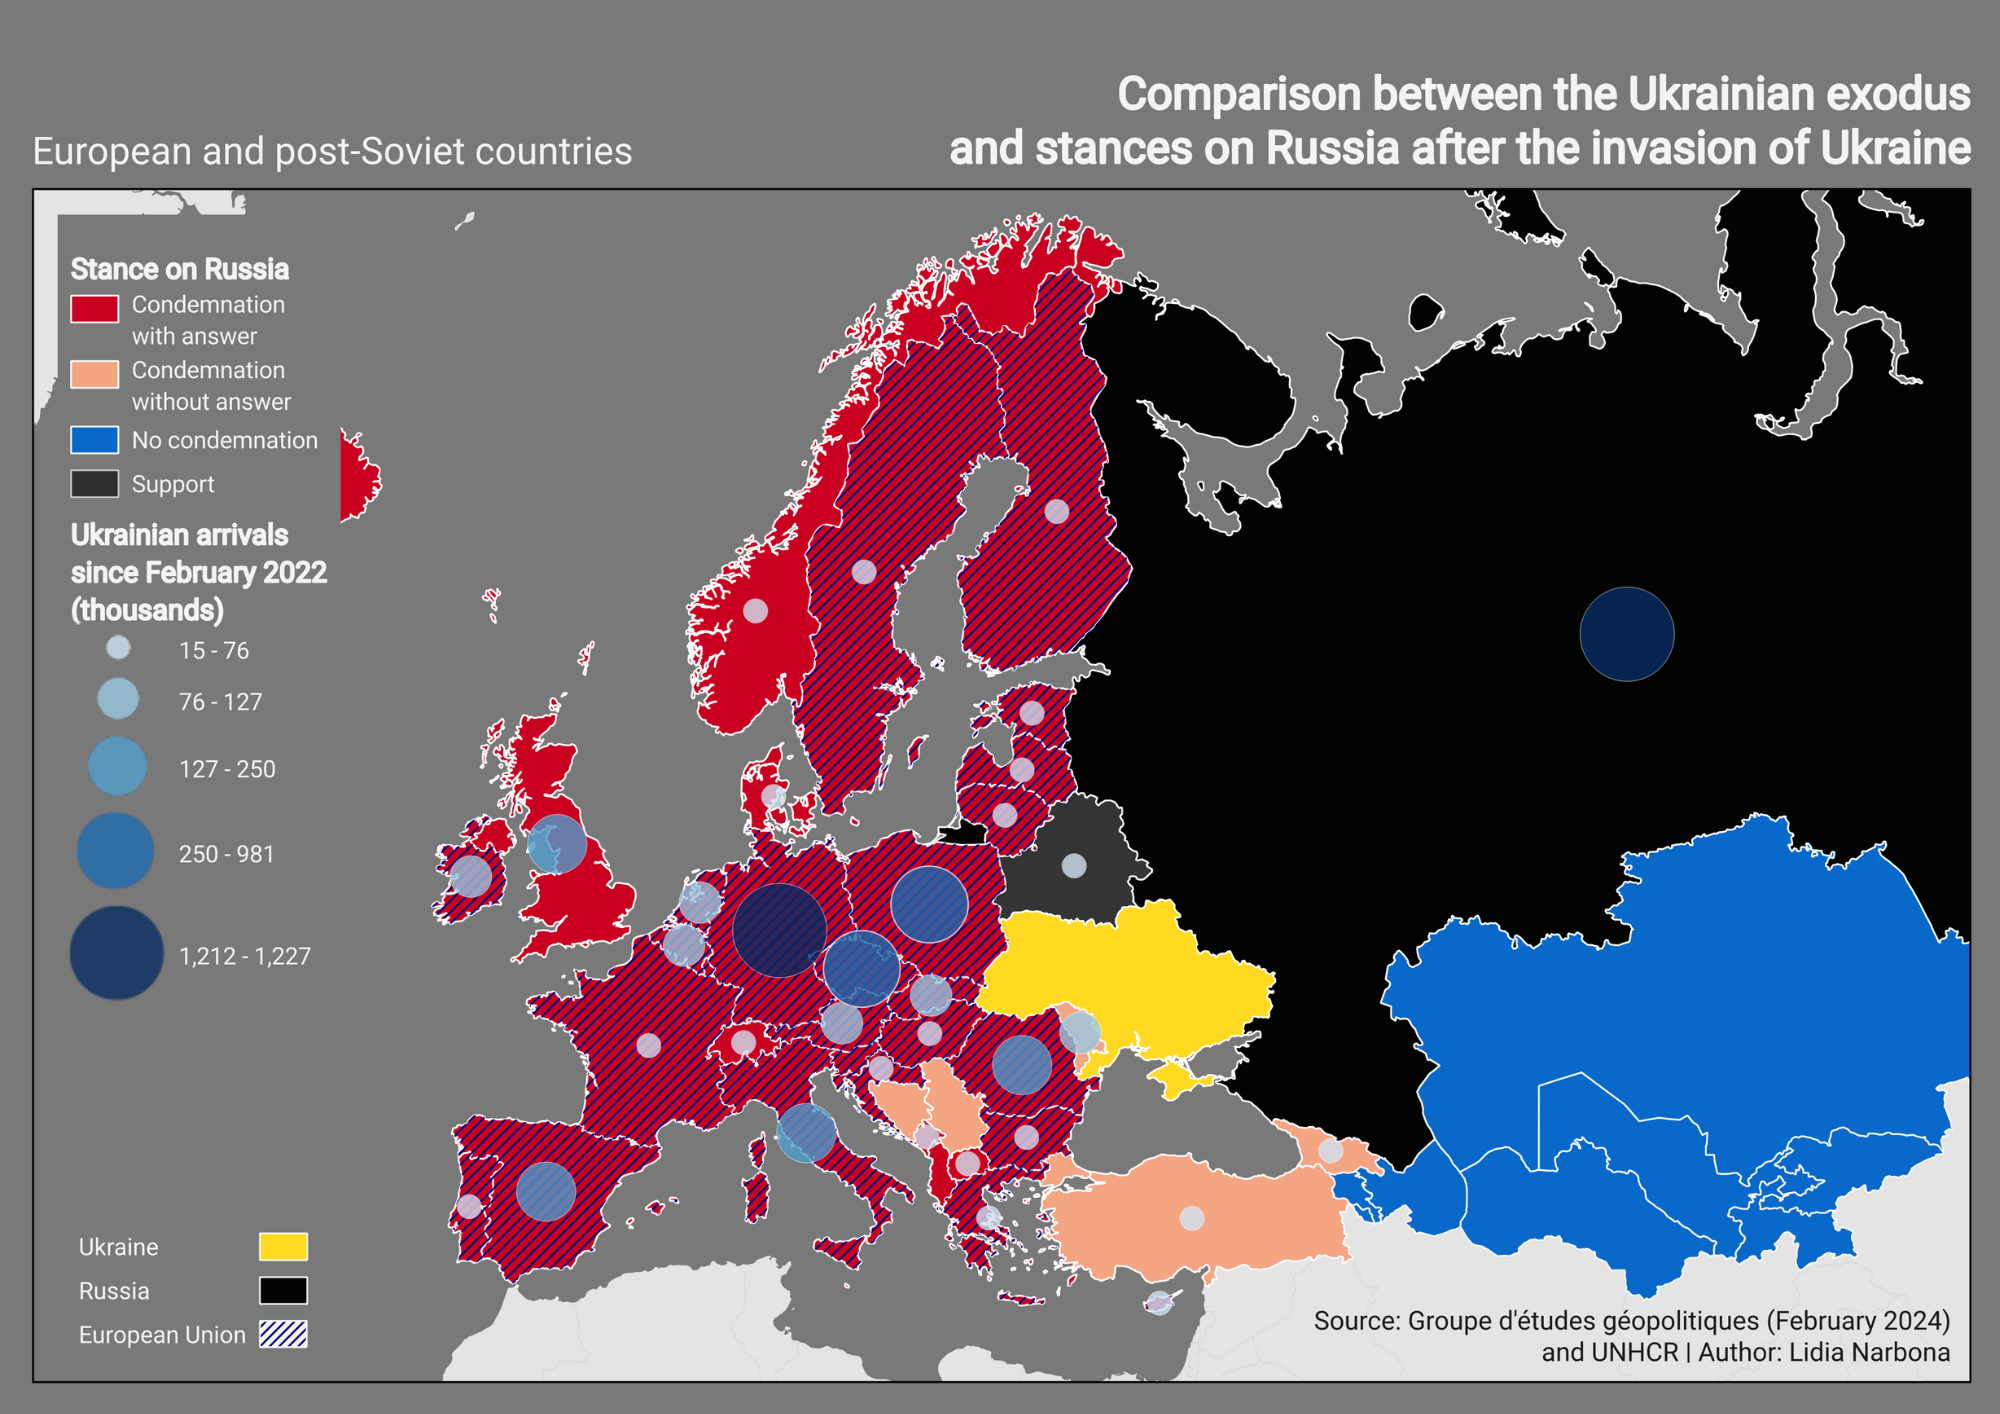 Comparison between the Ukrainian exodus
and stances on Russia after the invasion of Ukraine
European and post-Soviet countries
Stance on Russia
Condemnation
with answer
Condemnation
without answer
No condemnation
Support
Ukrainian arrivals
since February 2022
(thousands)
15 - 76
76 - 127
127 - 250
250 - 981
1,212 - 1,227
Ukraine
Russia
European Union
Source: Groupe d'études géopolitiques (February 2024)
and UNHCR | Author: Lidia Narbona